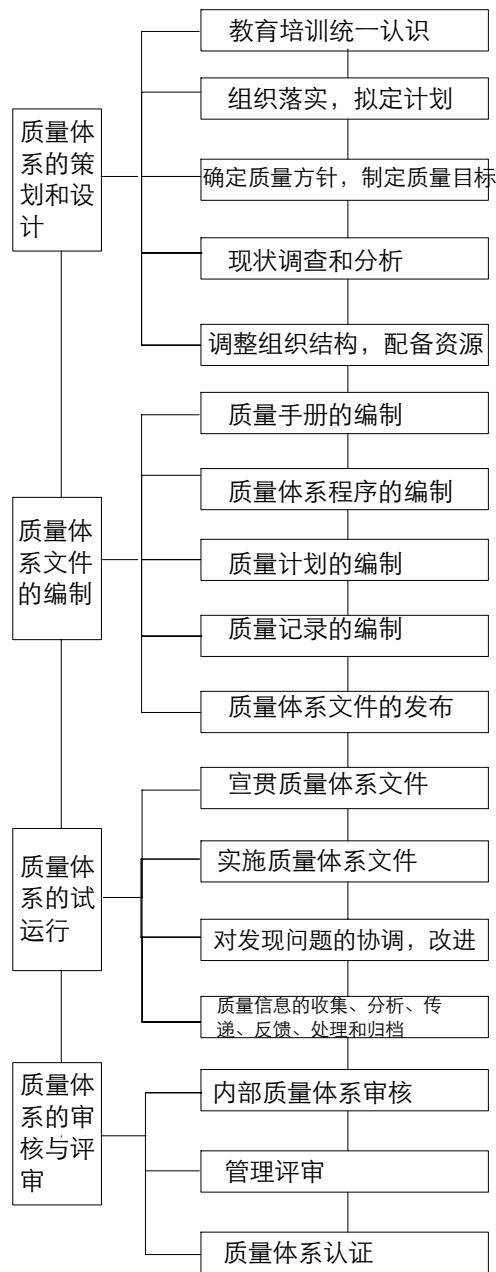 质量体
系的策
划和设
计
教育培训统一认识
组织落实，拟定计划
确定质量方针，制定质量目标
现状调查和分析
调整组织结构，配备资源
质量体
系文件
的编制
质量手册的编制
质量体系程序的编制
质量计划的编制
质量记录的编制
质量体系文件的发布
质量体
系的试
运行
宣贯质量体系文件
实施质量体系文件
对发现问题的协调，改进
质量信息的收集、分析、传
递、反馈、处理和归档
质量体
系的审
核与评
审
内部质量体系审核
管理评审
质量体系认证